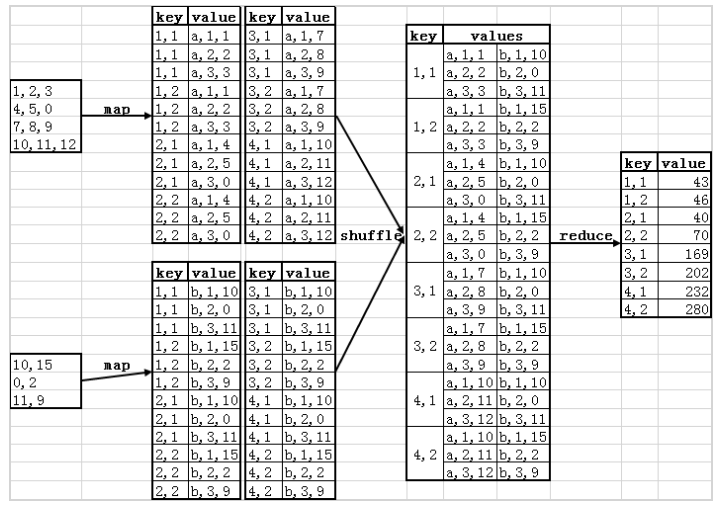 1, 2, 3
4, 5, 0
7, 8, 9
10, 11, 12
map
key value key value
1, 1 a, 1, 1 3, 1 a, 1, 7
1, 1 a, 2, 2 3, 1 a, 2, 8
1, 1 a, 3, 3 3, 1 a, 3, 9
1, 2 a, 1, 1 3, 2 a, 1, 7
1, 2 a, 2, 2 3, 2 a, 2, 8
1, 2 a, 3, 3 3, 2 a, 3, 9
2, 1 a, 1, 4 4, 1 a, 1, 10
2, 1 a, 2, 5 4, 1 a, 2, 11
2, 1 a, 3, 0 4, 1 a, 3, 12
2, 2 a, 1, 4 4, 2 a, 1, 10
2, 2 a, 2, 5 4, 2 a, 2, 11
2, 2 a, 3, 0 4, 2 a, 3, 12
10, 15
0, 2
11, 9
map
key value key value
1, 1 b, 1, 10 3, 1 b, 1, 10
1, 1 b, 2, 0 3, 1 b, 2, 0
1, 1 b, 3, 11 3, 1 b, 3, 11
1, 2 b, 1, 15 3, 2 b, 1, 15
1, 2 b, 2, 2 3, 2 b, 2, 2
1, 2 b, 3, 9 3, 2 b, 3, 9
2, 1 b, 1, 10 4, 1 b, 1, 10
2, 1 b, 2, 0 4, 1 b, 2, 0
2, 1 b, 3, 11 4, 1 b, 3, 11
2, 2 b, 1, 15 4, 2 b, 1, 15
2, 2 b, 2, 2 4, 2 b, 2, 2
2, 2 b, 3, 9 4, 2 b, 3, 9
shuffle
key values
a, 1, 1 b, 1, 10
1, 1 a, 2, 2 b, 2, 0
a, 3, 3 b, 3, 11
a, 1, 1 b, 1, 15
1, 2 a, 2, 2 b, 2, 2
a, 3, 3 b, 3, 9
a, 1, 4 b, 1, 10
2, 1 a, 2, 5 b, 2, 0
a, 3, 0 b, 3, 11
a, 1, 4 b, 1, 15
2, 2 a, 2, 5 b, 2, 2
a, 3, 0 b, 3, 9
a, 1, 7 b, 1, 10
3, 1 a, 2, 8 b, 2, 0
a, 3, 9 b, 3, 11
a, 1, 7 b, 1, 15
3, 2 a, 2, 8 b, 2, 2
a, 3, 9 b, 3, 9
a, 1, 10 b, 1, 10
4, 1 a, 2, 11 b, 2, 0
a, 3, 12 b, 3, 11
a, 1, 10 b, 1, 15
4, 2 a, 2, 11 b, 2, 2
a, 3, 12 b, 3, 9
reduce
key value
1, 1 43
1, 2 46
2, 1 40
2, 2 70
3, 1 169
3, 2 202
4, 1 232
4, 2 280